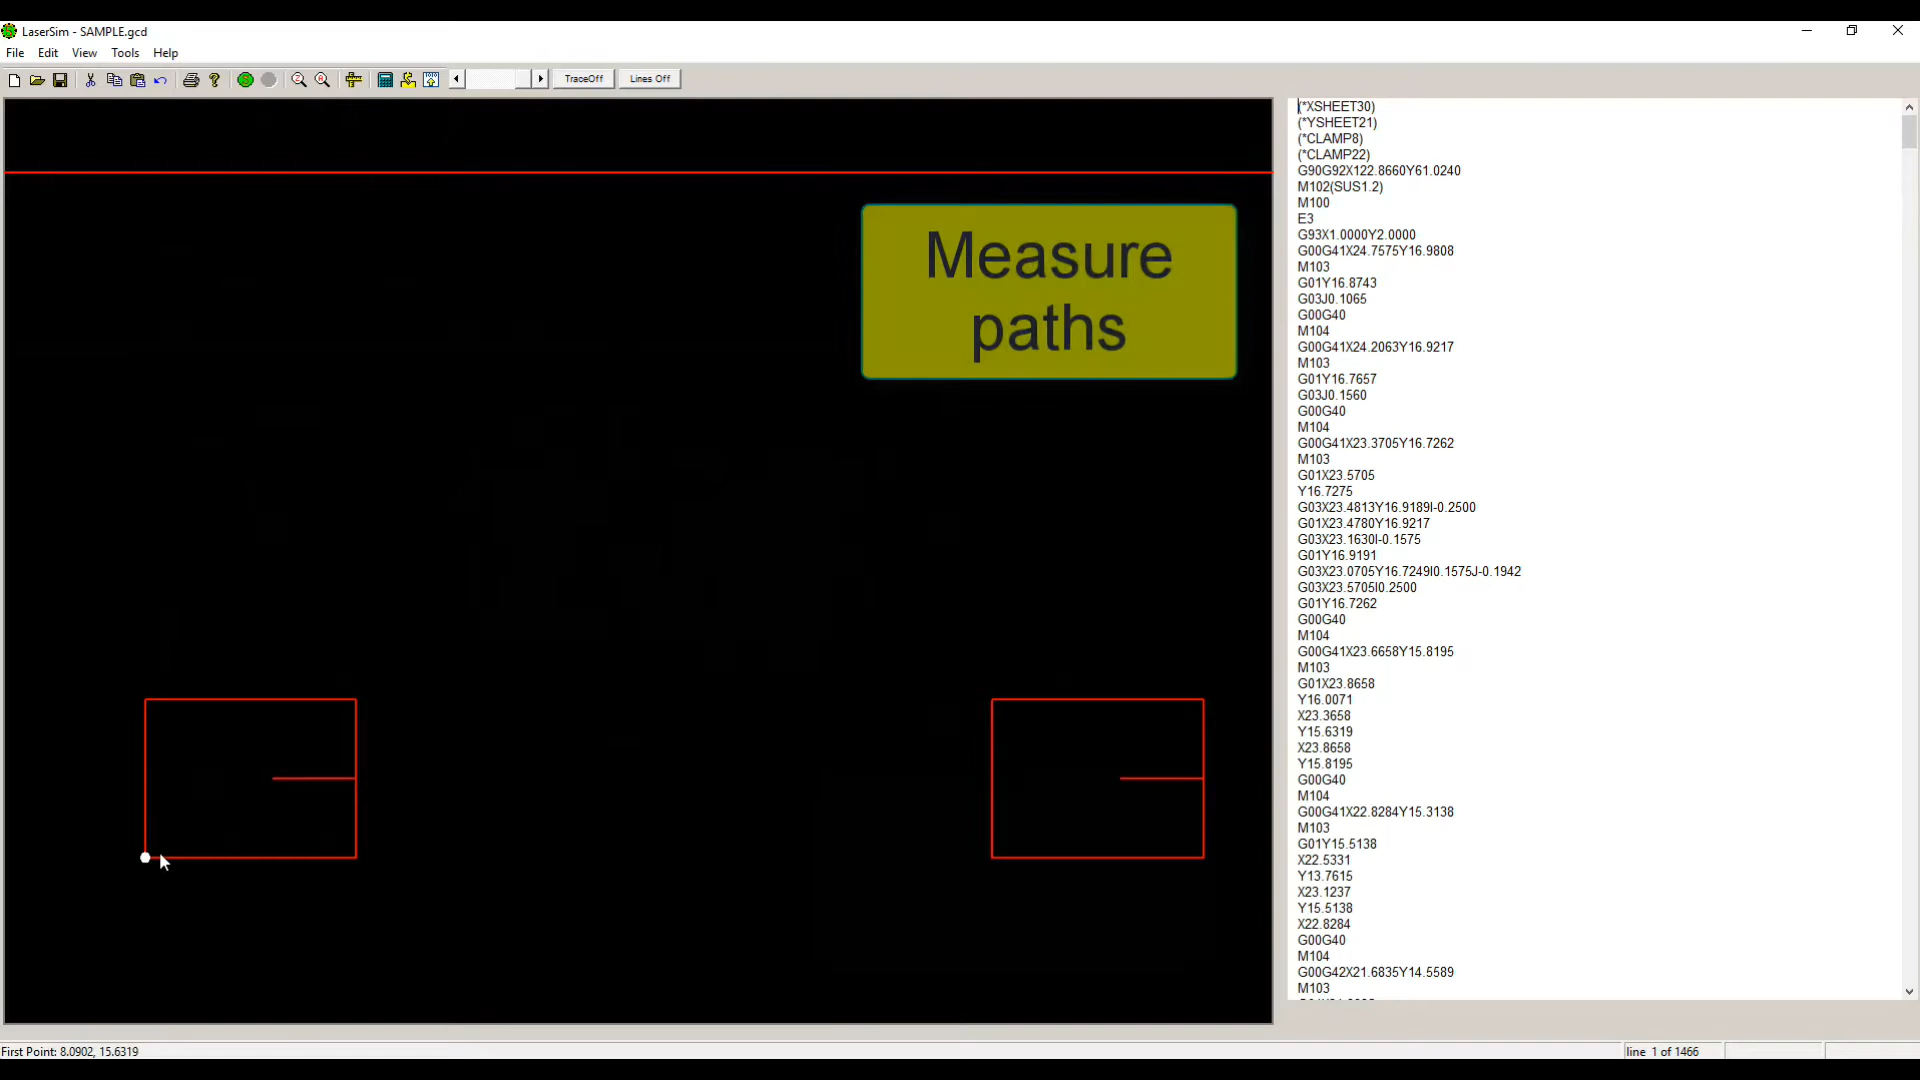 LaserSim - SAMPLE.gcd
File Edit View Tools Help
TraceOff Lines Off
Measure
paths
(*XSHEET30)
(*YSHEET21)
(*CLAMP8)
(*CLAMP22)
G90G92X122.8660Y61.0240
M102(SUS1.2)
M100
E3
G93X1.0000Y2.0000
G00G41X24.7575Y16.9808
M103
G01Y16.8743
G03J0.1065
G00G40
M104
G00G41X24.2063Y16.9217
M103
G01Y16.7657
G03J0.1560
G00G40
M104
G00G41X23.3705Y16.7262
M103
G01X23.5705
Y16.7275
G03X23.4813Y16.9189I-0.2500
G01X23.4780Y16.9217
G03X23.1630I-0.1575
G01Y16.9191
G03X23.0705Y16.7249I0.1575J-0.1942
G03X23.5705I0.2500
G01Y16.7262
G00G40
M104
G00G41X23.6658Y15.8195
M103
G01X23.8658
Y16.0071
X23.3658
Y15.6319
X23.8658
Y15.8195
G00G40
M104
G00G41X22.8284Y15.3138
M103
G01Y15.5138
X22.5331
Y13.7615
X23.1237
Y15.5138
X22.8284
G00G40
M104
G00G42X21.6835Y14.5589
M103
First Point: 8.0902, 15.6319
line 1 of 1466